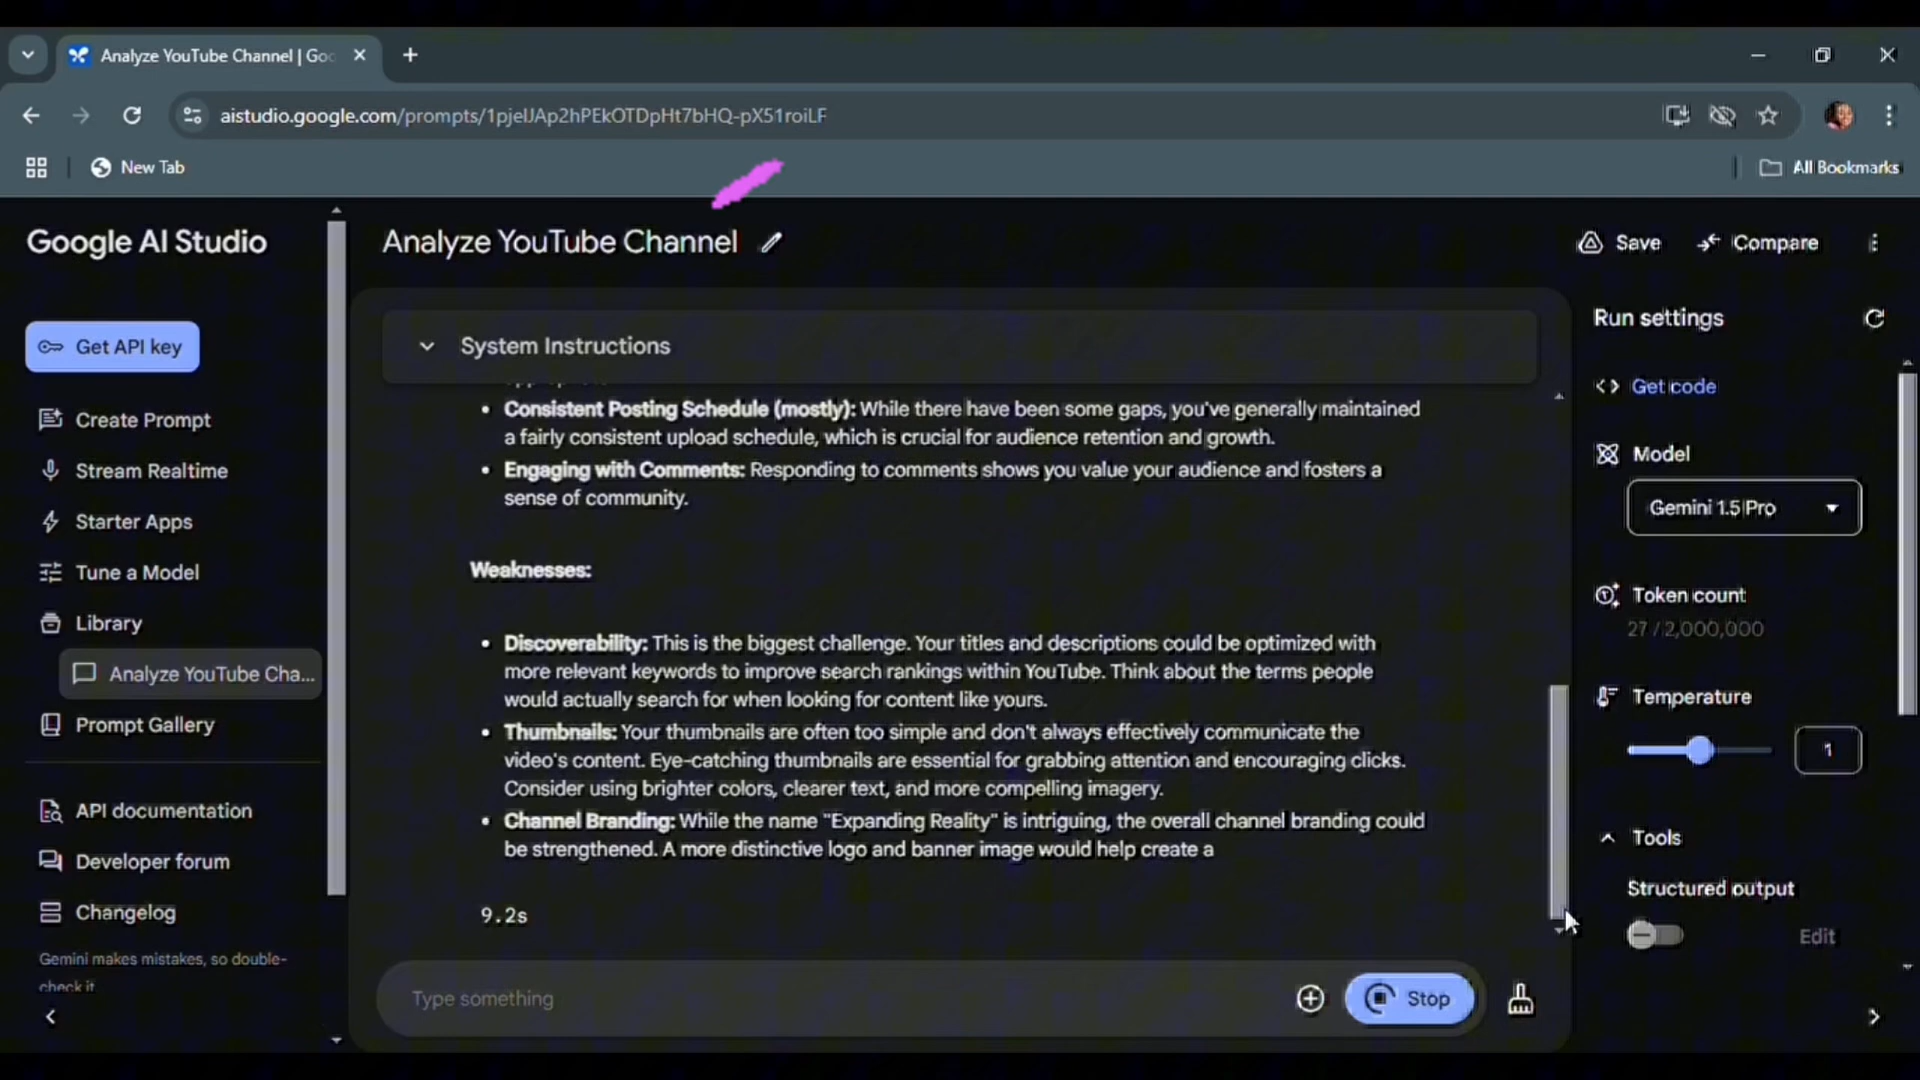 Analyze YouTube Channel | Goo
aistudio.google.com/prompts/1pjelJAp2hPEkOTDpHt7bHQ-pX51roiLF
New Tab
All Bookmarks
Google AI Studio
Analyze YouTube Channel
Save
Compare
Get API key
Create Prompt
Stream Realtime
Starter Apps
Tune a Model
Library
Analyze YouTube Cha...
Prompt Gallery
API documentation
Developer forum
Changelog
Gemini makes mistakes, so double-
check it
System Instructions
• Consistent Posting Schedule (mostly): While there have been some gaps, you've generally maintained
a fairly consistent upload schedule, which is crucial for audience retention and growth.
• Engaging with Comments: Responding to comments shows you value your audience and fosters a
sense of community.
Weaknesses:
• Discoverability: This is the biggest challenge. Your titles and descriptions could be optimized with
more relevant keywords to improve search rankings within YouTube. Think about the terms people
would actually search for when looking for content like yours.
• Thumbnails: Your thumbnails are often too simple and don't always effectively communicate the
video's content. Eye-catching thumbnails are essential for grabbing attention and encouraging clicks.
Consider using brighter colors, clearer text, and more compelling imagery.
• Channel Branding: While the name "Expanding Reality" is intriguing, the overall channel branding could
be strengthened. A more distinctive logo and banner image would help create a
9.2s
Type something
Stop
Run settings
Get code
Model
Gemini 1.5 Pro
Token count
27 / 2,000,000
Temperature
1
Tools
Structured output
Edit